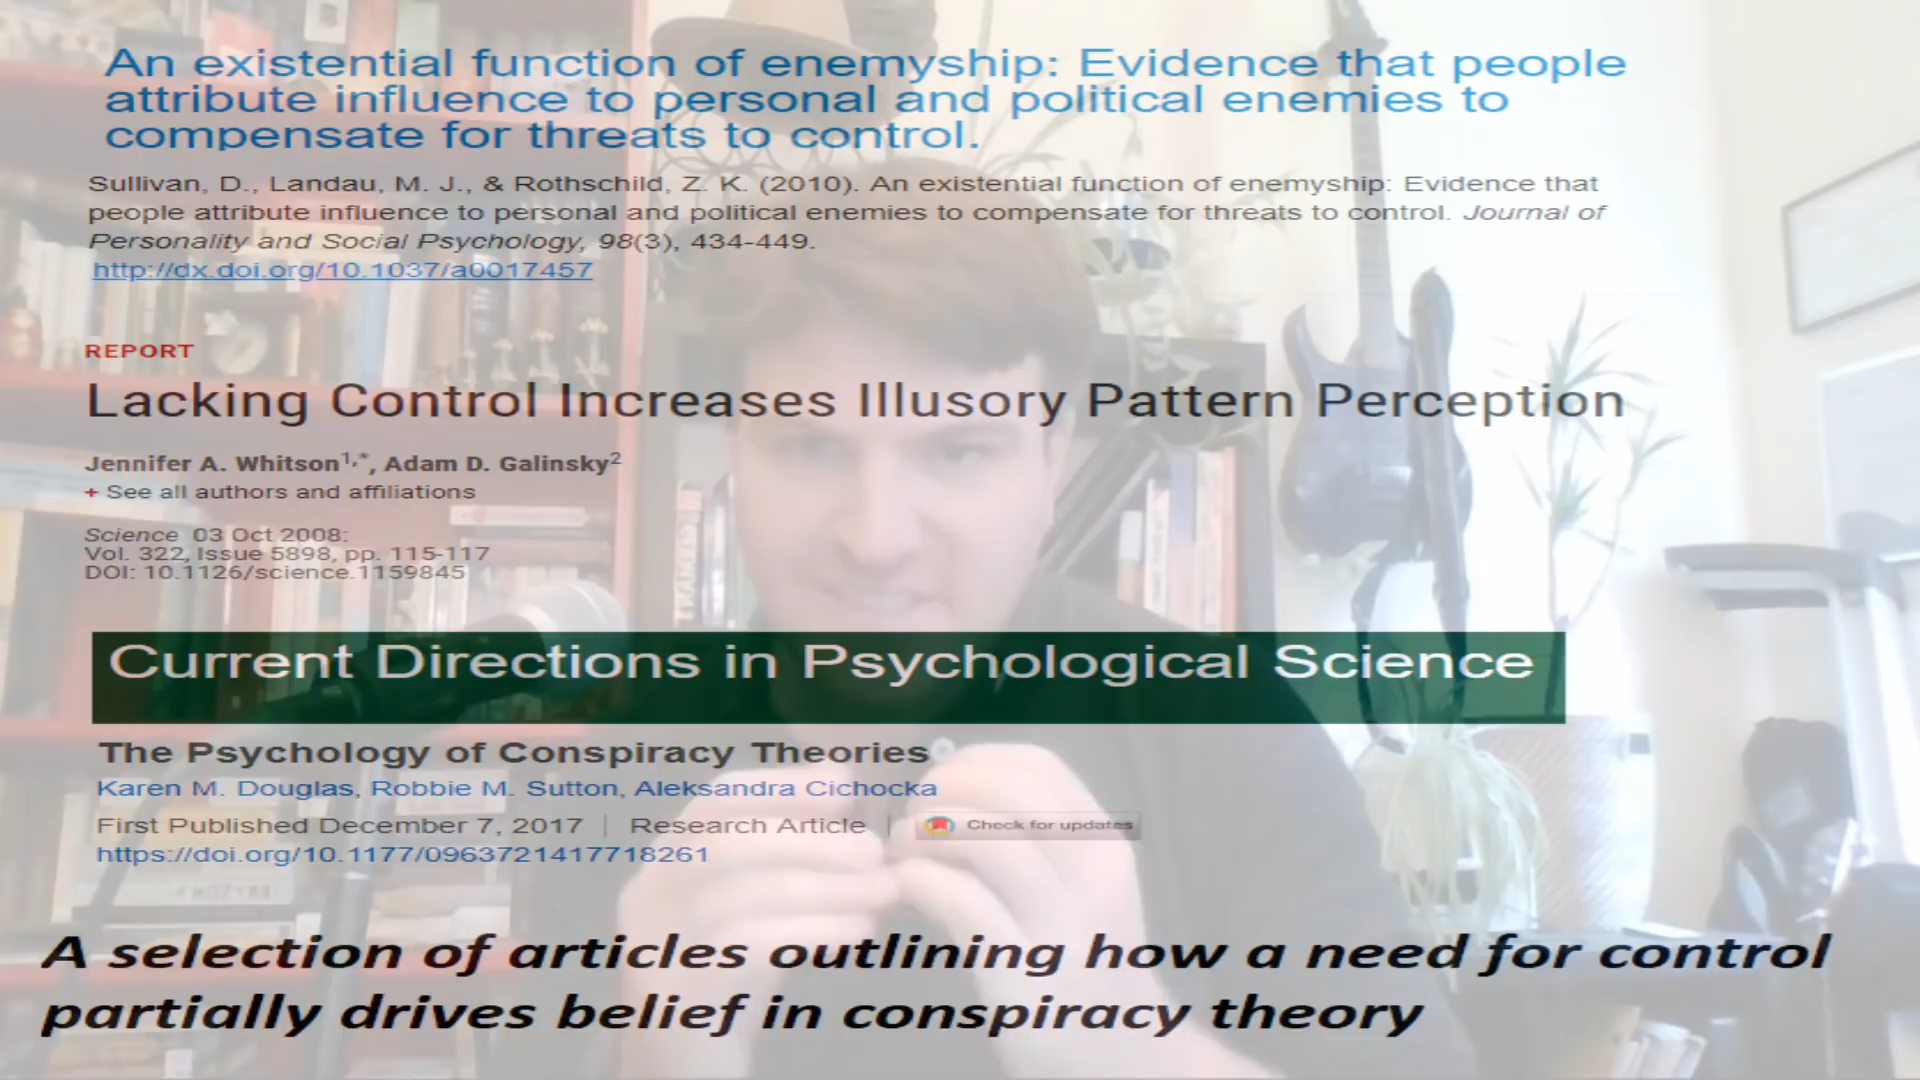 An existential function of enemyship: Evidence that people
attribute influence to personal and political enemies to
compensate for threats to control.
Sullivan, D., Landau, M. J., & Rothschild, Z. K. (2010). An existential function of enemyship: Evidence that
people attribute influence to personal and political enemies to compensate for threats to control. Journal of
Personality and Social Psychology, 98(3), 434-449.
http://dx.doi.org/10.1037/a0017457
REPORT
Lacking Control Increases Illusory Pattern Perception
Jennifer A. Whitson1,*, Adam D. Galinsky2
+ See all authors and affiliations
Science 03 Oct 2008:
Vol. 322, Issue 5898, pp. 115-117
DOI: 10.1126/science.1159845
Current Directions in Psychological Science
The Psychology of Conspiracy Theories
Karen M. Douglas, Robbie M. Sutton, Aleksandra Cichocka
First Published December 7, 2017 | Research Article | Check for updates
https://doi.org/10.1177/0963721417718261
A selection of articles outlining how a need for control
partially drives belief in conspiracy theory